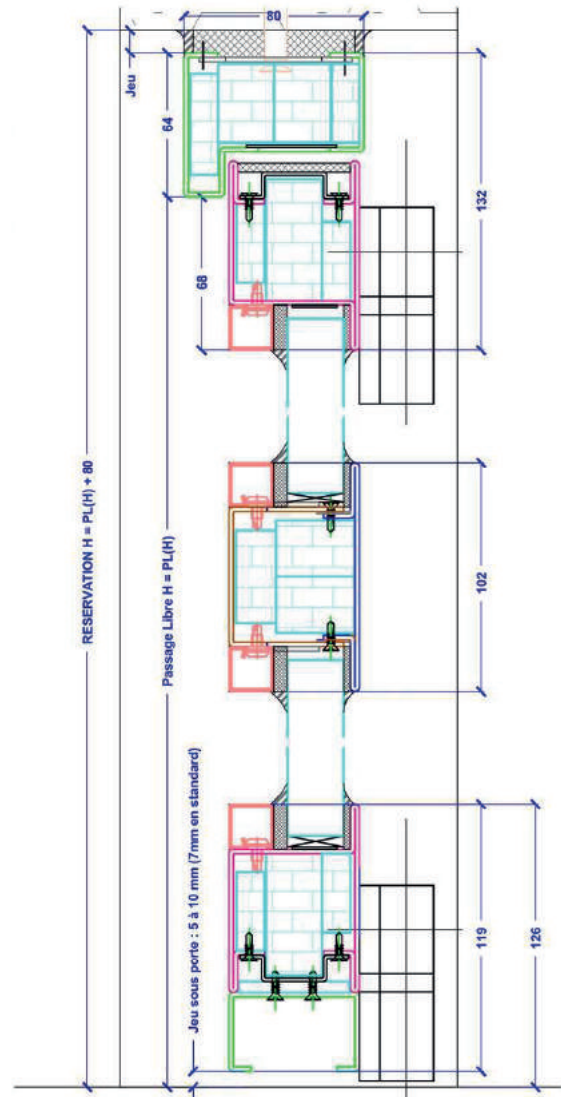 80
Jeu
64
132
68
RESERVATION H = PL(H) + 80
Passage Libre H = PL(H)
102
Jeu sous porte : 5 à 10 mm (7mm en standard)
119
126